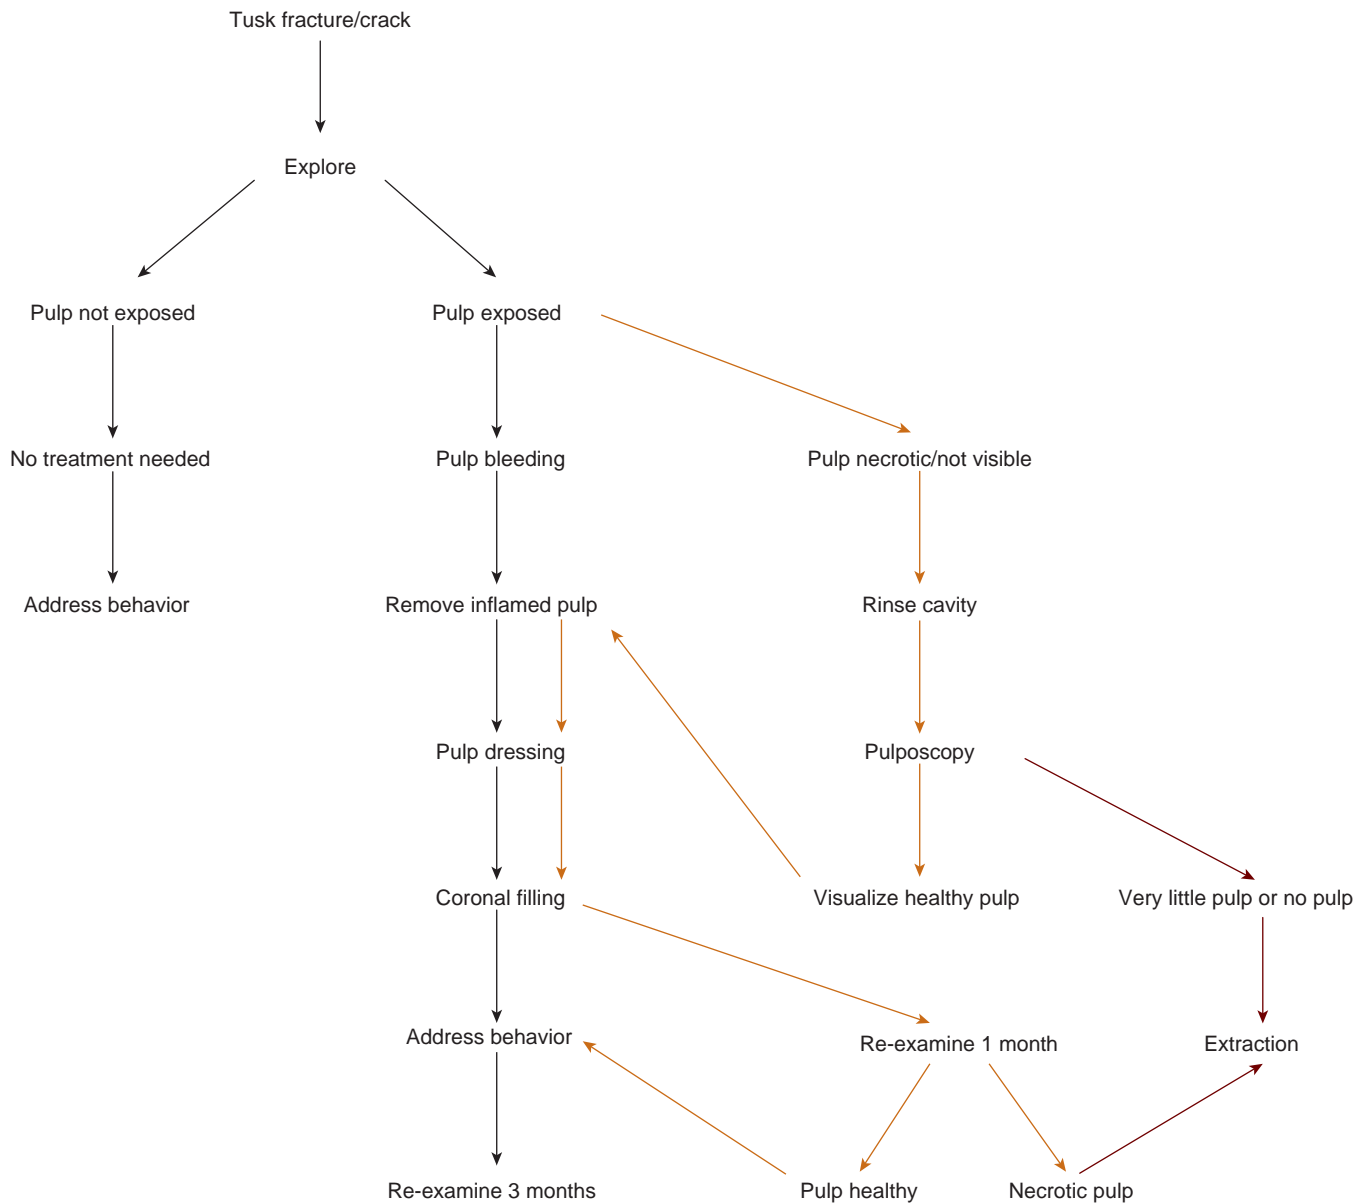 Tusk fracture/crack
Explore
Pulp not exposed
Pulp exposed
No treatment needed
Pulp bleeding
Pulp necrotic/not visible
Address behavior
Remove inflamed pulp
Rinse cavity
Pulp dressing
Pulposcopy
Coronal filling
Visualize healthy pulp
Very little pulp or no pulp
Address behavior
Re-examine 1 month
Extraction
Re-examine 3 months
Pulp healthy
Necrotic pulp